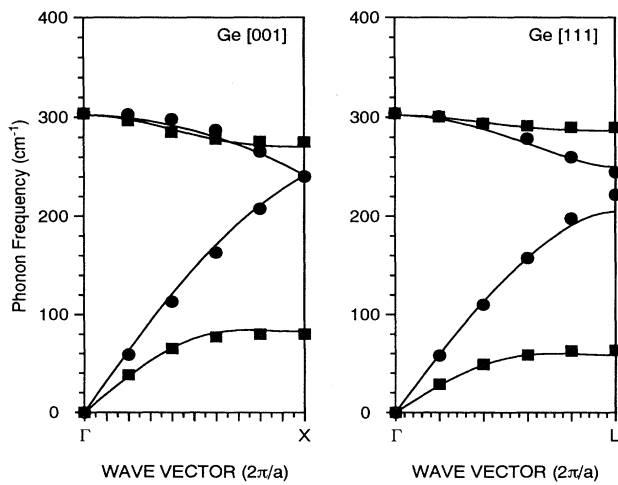 Ge [001]
Ge [111]
Phonon Frequency (cm⁻¹)
400
300
200
100
0
Γ
X
400
300
200
100
0
Γ
L
WAVE VECTOR (2π/a)
WAVE VECTOR (2π/a)